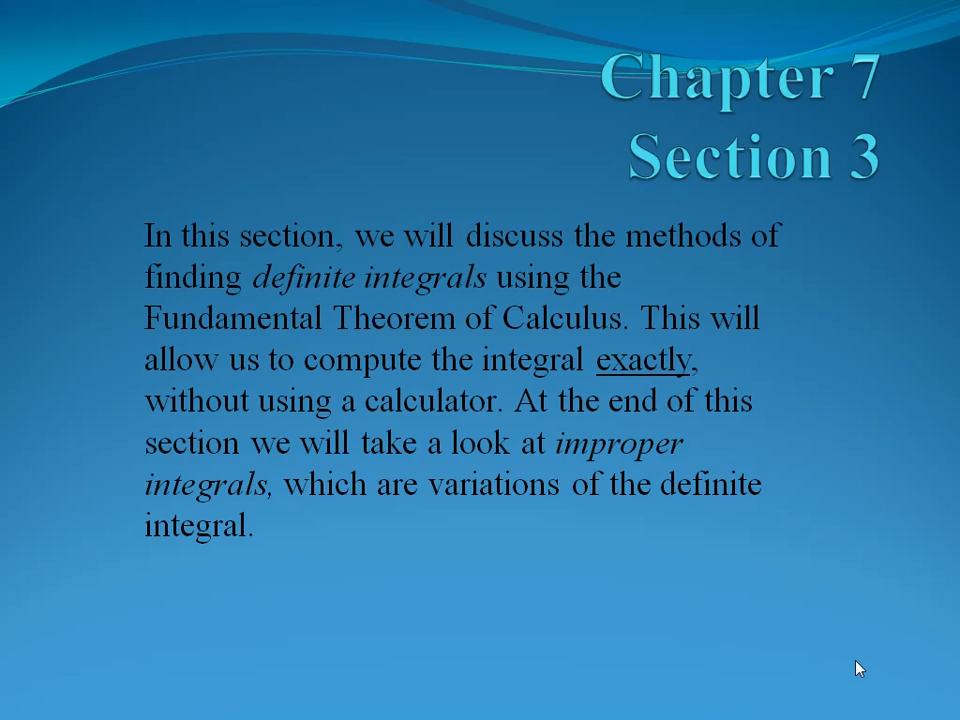 Chapter 7
Section 3
In this section, we will discuss the methods of
finding definite integrals using the
Fundamental Theorem of Calculus. This will
allow us to compute the integral exactly,
without using a calculator. At the end of this
section we will take a look at improper
integrals, which are variations of the definite
integral.